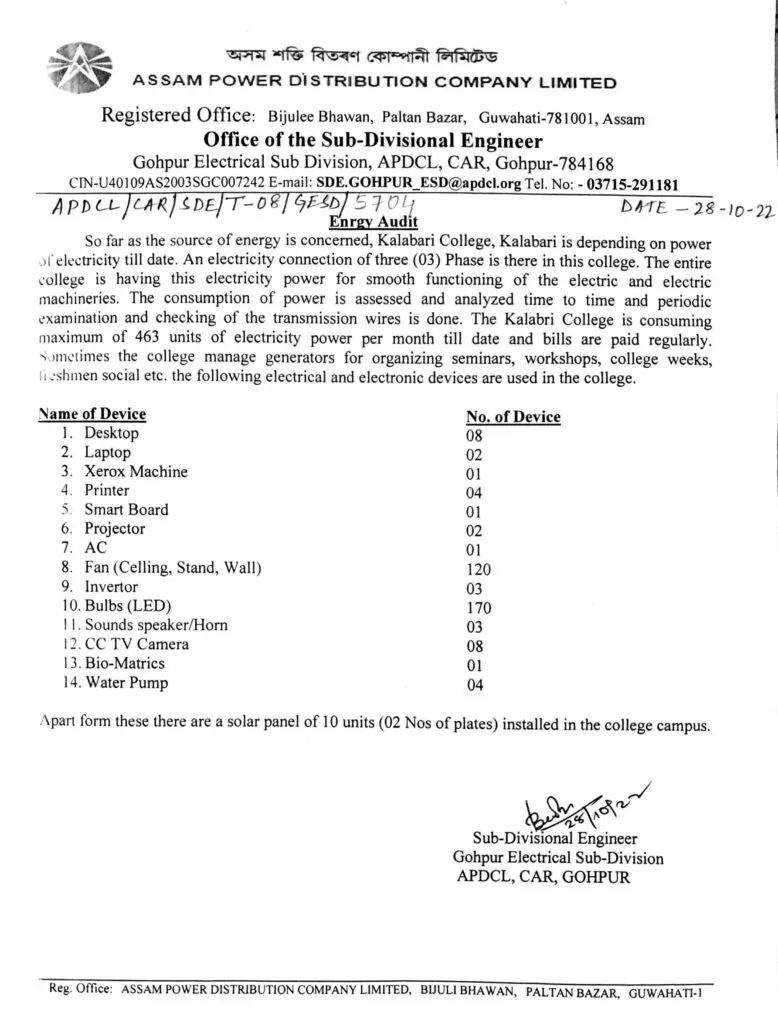 অসম শক্তি বিতৰণ কোম্পানী লিমিটেড
ASSAM POWER DISTRIBUTION COMPANY LIMITED
Registered Office: Bijulee Bhawan, Paltan Bazar, Guwahati-781001, Assam
Office of the Sub-Divisional Engineer
Gohpur Electrical Sub Division, APDCL, CAR, Gohpur-784168
CIN-U40109AS2003SGC007242 E-mail: SDE.GOHPUR_ESD@apdcl.org Tel. No: - 03715-291181
APDCL/CAR/SDE/T-08/GESD/5704 DATE - 28-10-22
Enrgy Audit
So far as the source of energy is concerned, Kalabari College, Kalabari is depending on power
of electricity till date. An electricity connection of three (03) Phase is there in this college. The entire
college is having this electricity power for smooth functioning of the electric and electric
machineries. The consumption of power is assessed and analyzed time to time and periodic
examination and checking of the transmission wires is done. The Kalabri College is consuming
maximum of 463 units of electricity power per month till date and bills are paid regularly.
Sometimes the college manage generators for organizing seminars, workshops, college weeks,
freshmen social etc. the following electrical and electronic devices are used in the college.
Name of Device No. of Device
1. Desktop 08
2. Laptop 02
3. Xerox Machine 01
4. Printer 04
5. Smart Board 01
6. Projector 02
7. AC 01
8. Fan (Celling, Stand, Wall) 120
9. Invertor 03
10. Bulbs (LED) 170
11. Sounds speaker/Horn 03
12. CC TV Camera 08
13. Bio-Matrics 01
14. Water Pump 04
Apart form these there are a solar panel of 10 units (02 Nos of plates) installed in the college campus.
28/10/22
Sub-Divisional Engineer
Gohpur Electrical Sub-Division
APDCL, CAR, GOHPUR
Reg. Office: ASSAM POWER DISTRIBUTION COMPANY LIMITED, BIJULI BHAWAN, PALTAN BAZAR, GUWAHATI-1